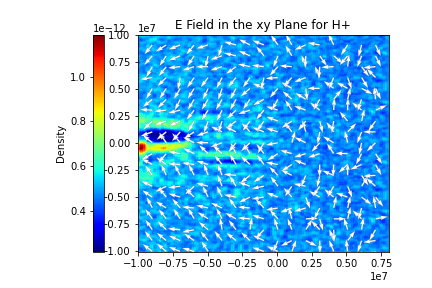 E Field in the xy Plane for H+
1e−12
1e7
1.00
0.75
0.50
0.25
0.00
−0.25
−0.50
−0.75
−1.00
1.0
0.8
0.6
0.4
Density
−1.00 −0.75 −0.50 −0.25 0.00 0.25 0.50 0.75
1e7